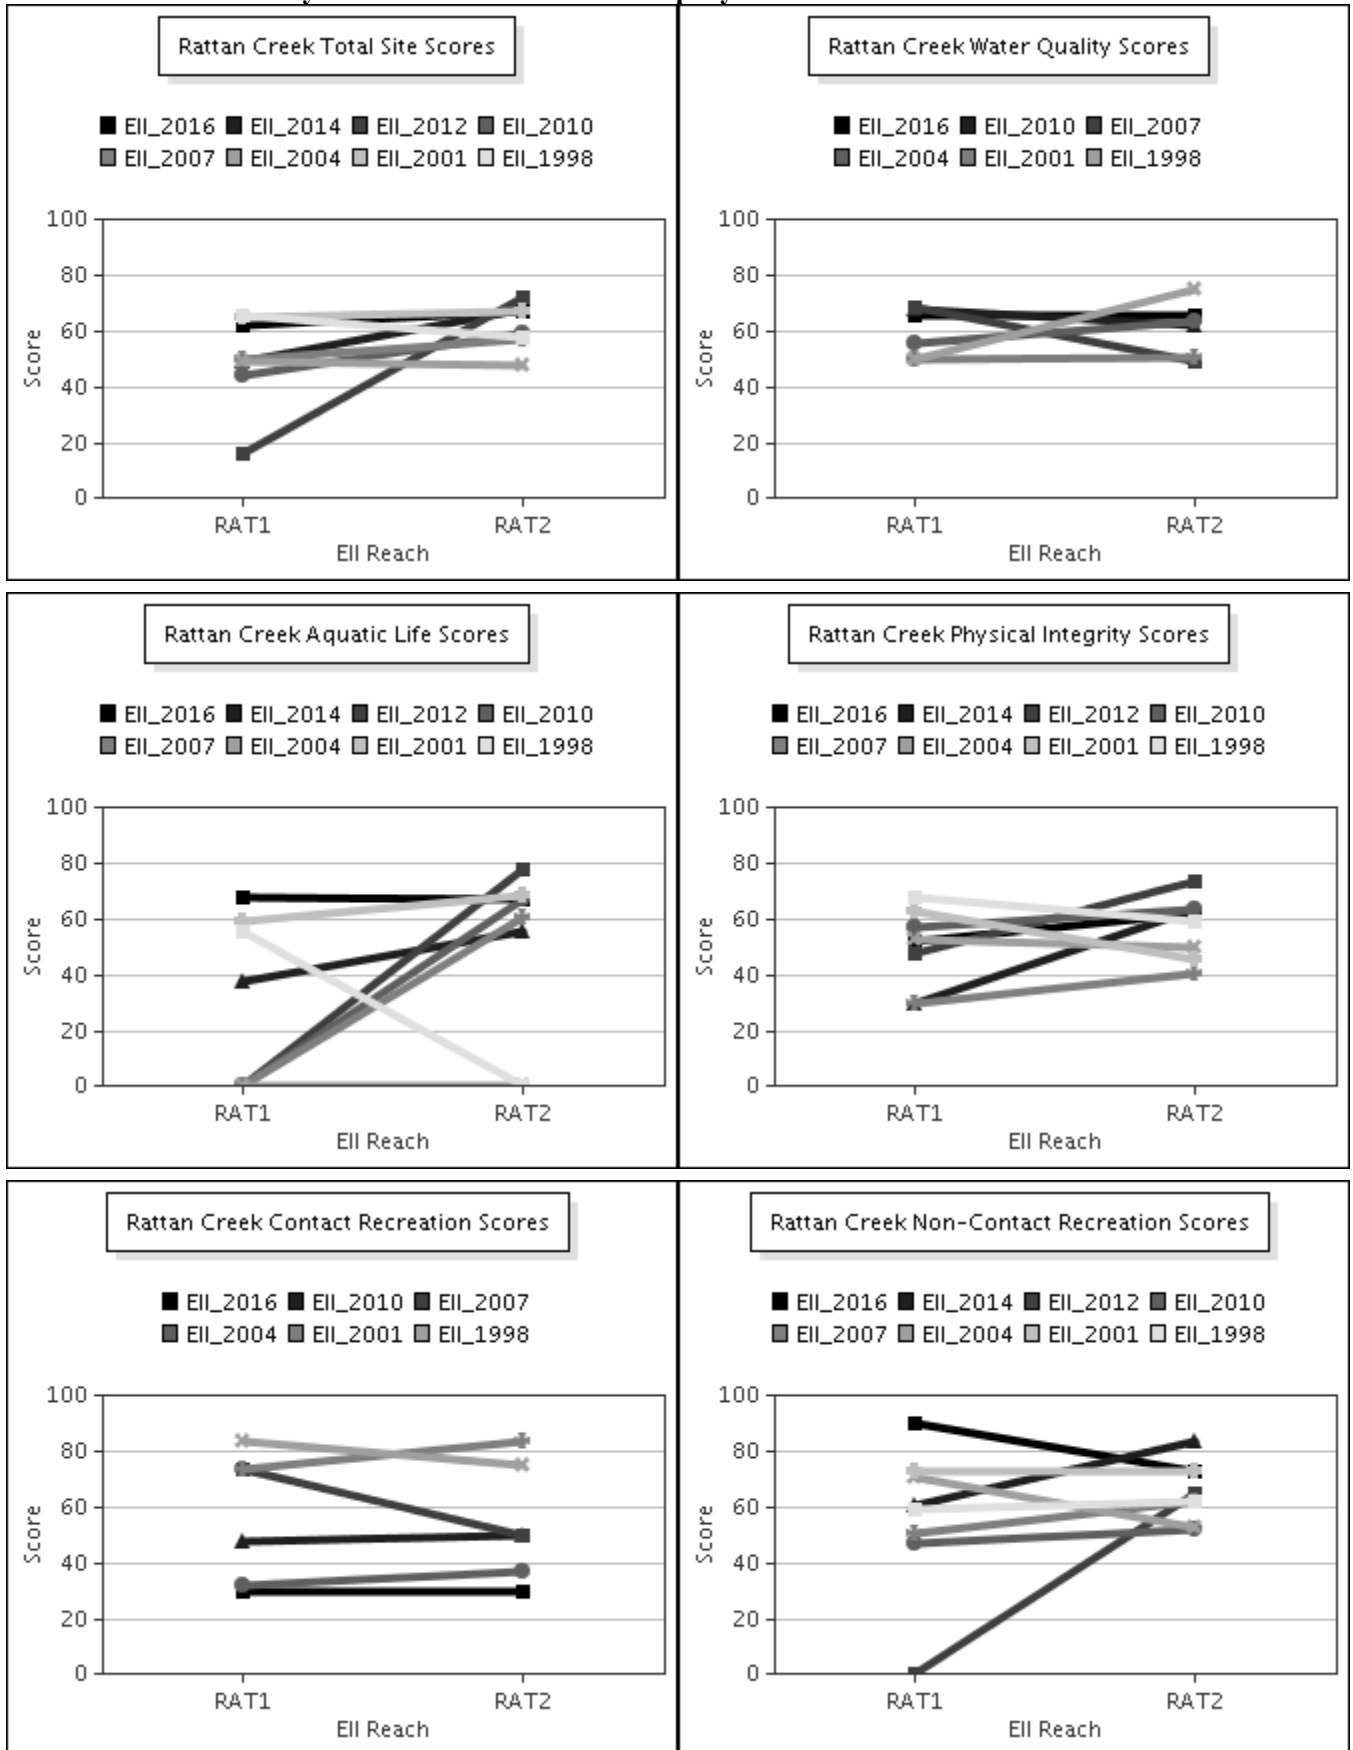 Rattan Creek Total Site Scores
EII_2016 EII_2014 EII_2012 EII_2010
EII_2007 EII_2004 EII_2001 EII_1998
100
80
60
40
20
0
Score
RAT1 RAT2
EII Reach
Rattan Creek Water Quality Scores
EII_2016 EII_2010 EII_2007
EII_2004 EII_2001 EII_1998
100
80
60
40
20
0
Score
RAT1 RAT2
EII Reach
Rattan Creek Aquatic Life Scores
EII_2016 EII_2014 EII_2012 EII_2010
EII_2007 EII_2004 EII_2001 EII_1998
100
80
60
40
20
0
Score
RAT1 RAT2
EII Reach
Rattan Creek Physical Integrity Scores
EII_2016 EII_2014 EII_2012 EII_2010
EII_2007 EII_2004 EII_2001 EII_1998
100
80
60
40
20
0
Score
RAT1 RAT2
EII Reach
Rattan Creek Contact Recreation Scores
EII_2016 EII_2010 EII_2007
EII_2004 EII_2001 EII_1998
100
80
60
40
20
0
Score
RAT1 RAT2
EII Reach
Rattan Creek Non-Contact Recreation Scores
EII_2016 EII_2014 EII_2012 EII_2010
EII_2007 EII_2004 EII_2001 EII_1998
100
80
60
40
20
0
Score
RAT1 RAT2
EII Reach